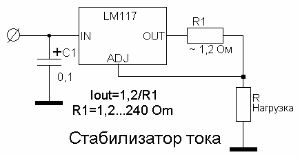 LM117
R1
IN
OUT
C1
+
~ 1,2 Ом
ADJ
0,1
Iout=1,2/R1
R1=1,2...240 Om
R
Нагрузка
Стабилизатор тока